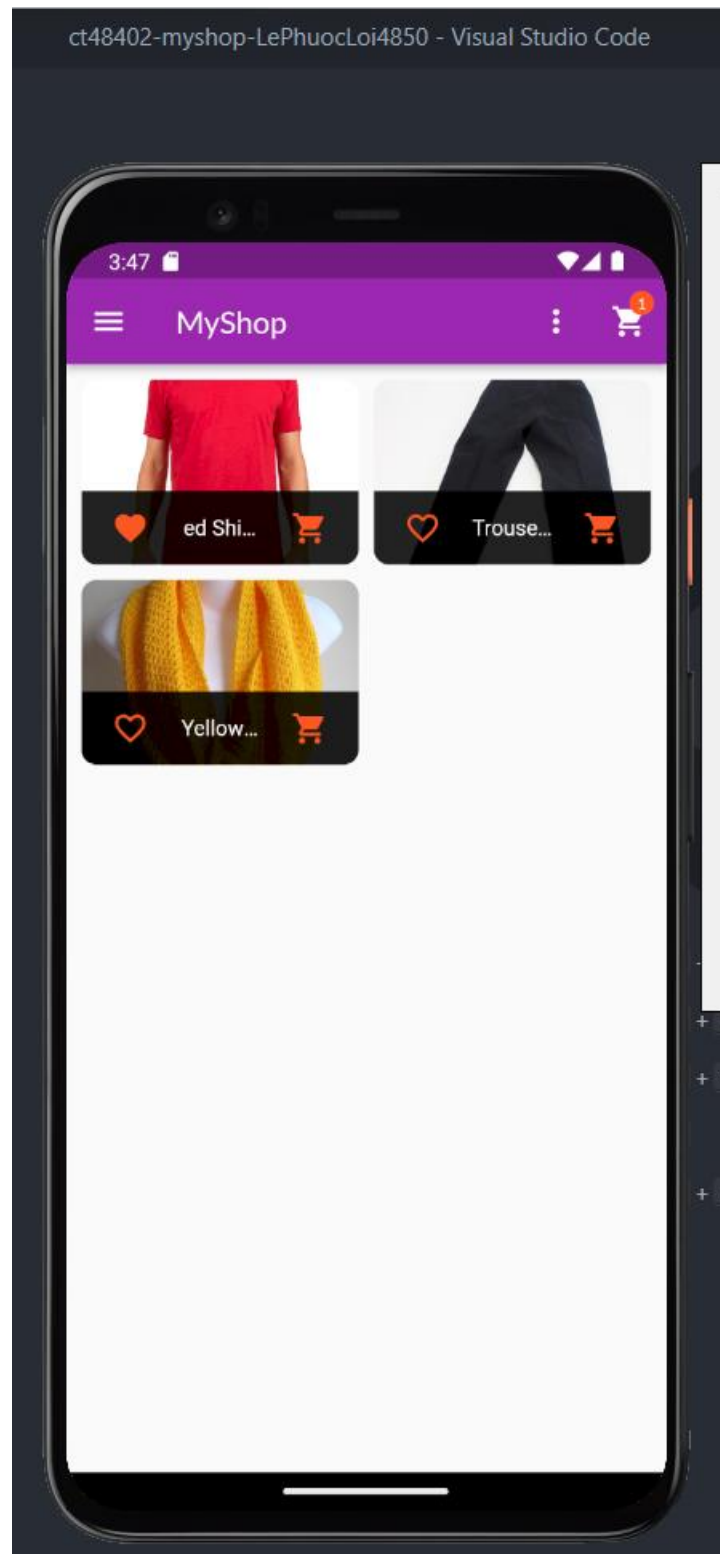 ct48402-myshop-LePhuocLoi4850 - Visual Studio Code
3:47
MyShop
1
ed Shi...
Trouse...
Yellow...
-
+
+
+